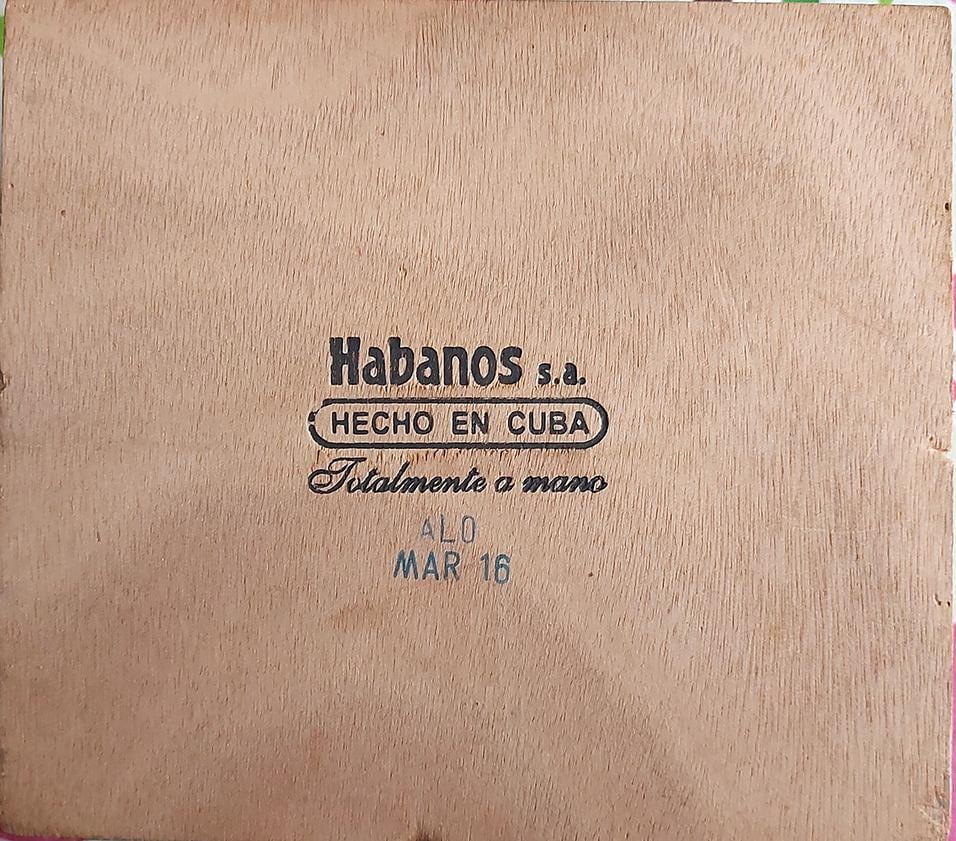 Habanos s.a.
HECHO EN CUBA
Totalmente a mano
ALO
MAR 16